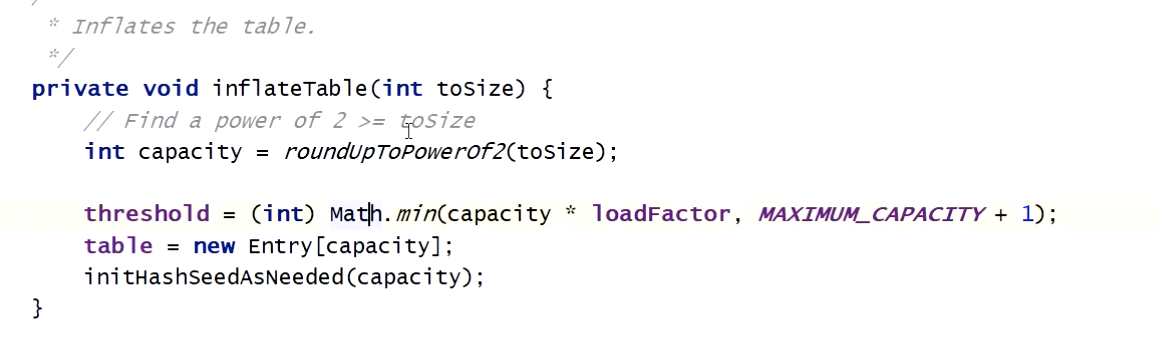 * Inflates the table.
*/
private void inflateTable(int toSize) {
// Find a power of 2 >= toSize
int capacity = roundUpToPowerOf2(toSize);
threshold = (int) Math.min(capacity * loadFactor, MAXIMUM_CAPACITY + 1);
table = new Entry[capacity];
initHashSeedAsNeeded(capacity);
}